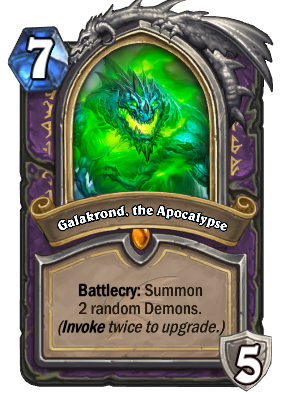 7
Galakrond, the Apocalypse
Battlecry: Summon
2 random Demons.
(Invoke twice to upgrade.)
5